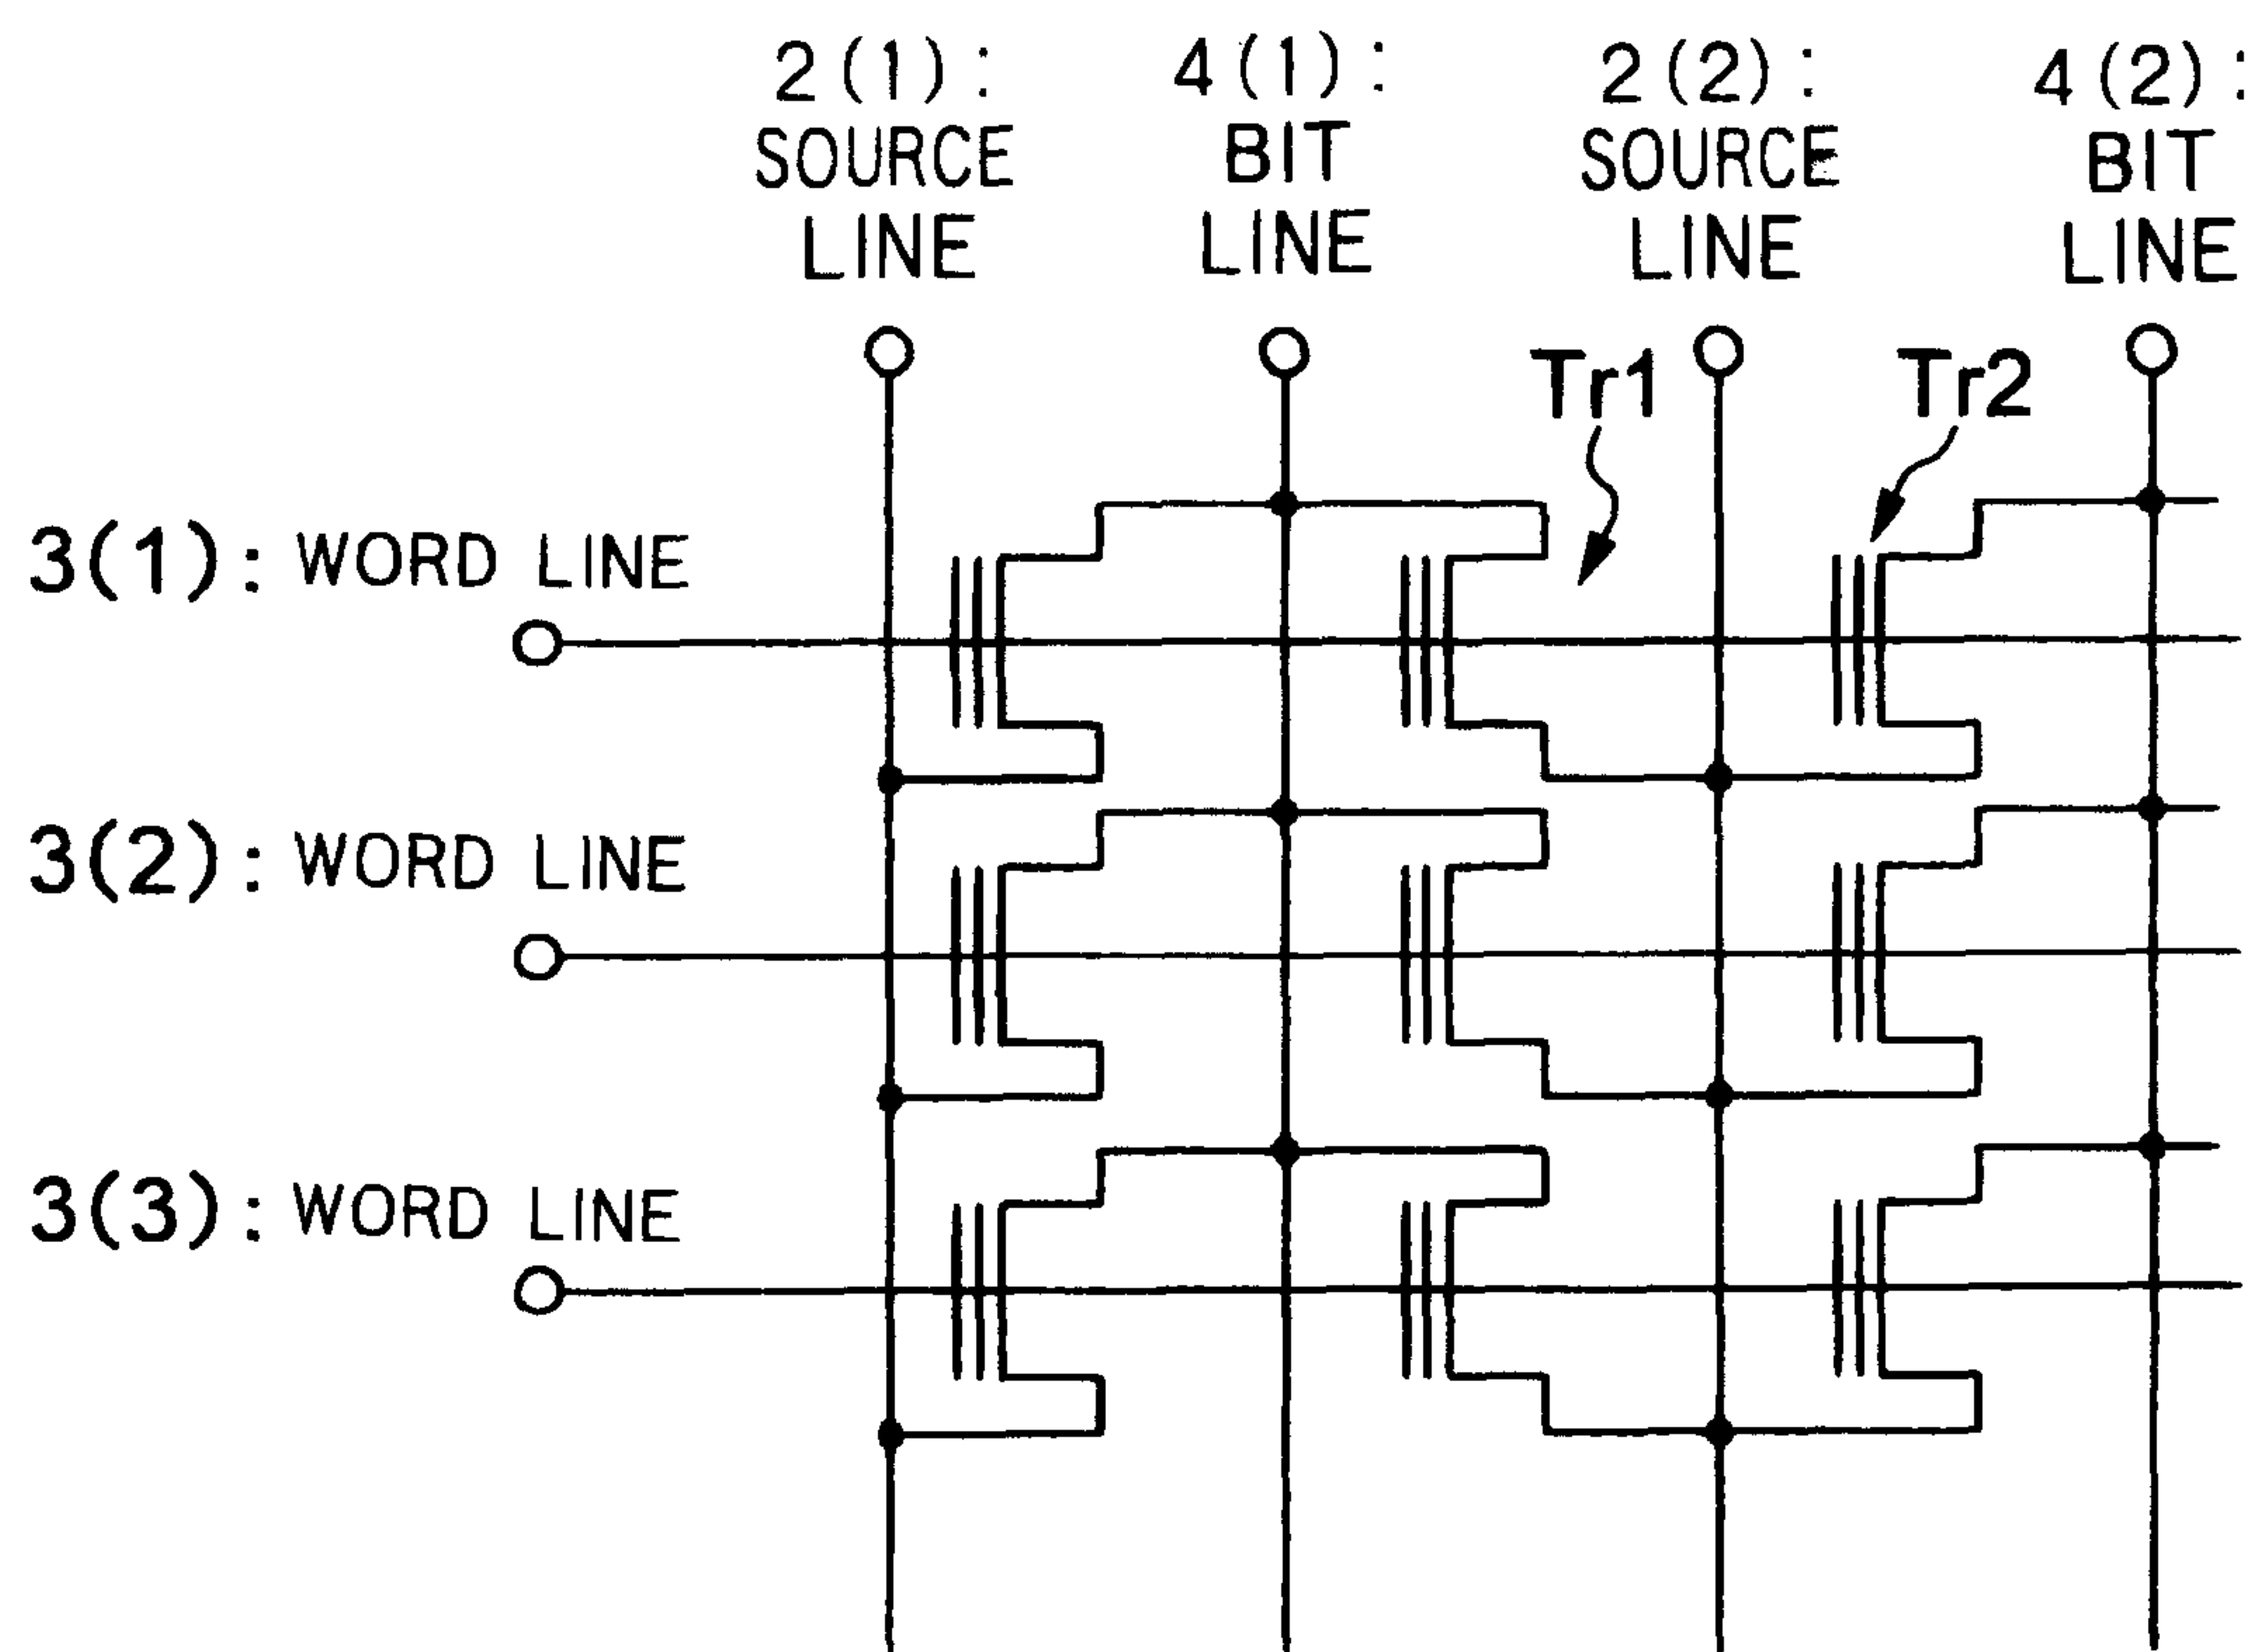 2(1):
SOURCE
LINE
4(1):
BIT
LINE
2(2):
SOURCE
LINE
4(2):
BIT
LINE
Tr1
Tr2
3(1): WORD LINE
3(2): WORD LINE
3(3): WORD LINE